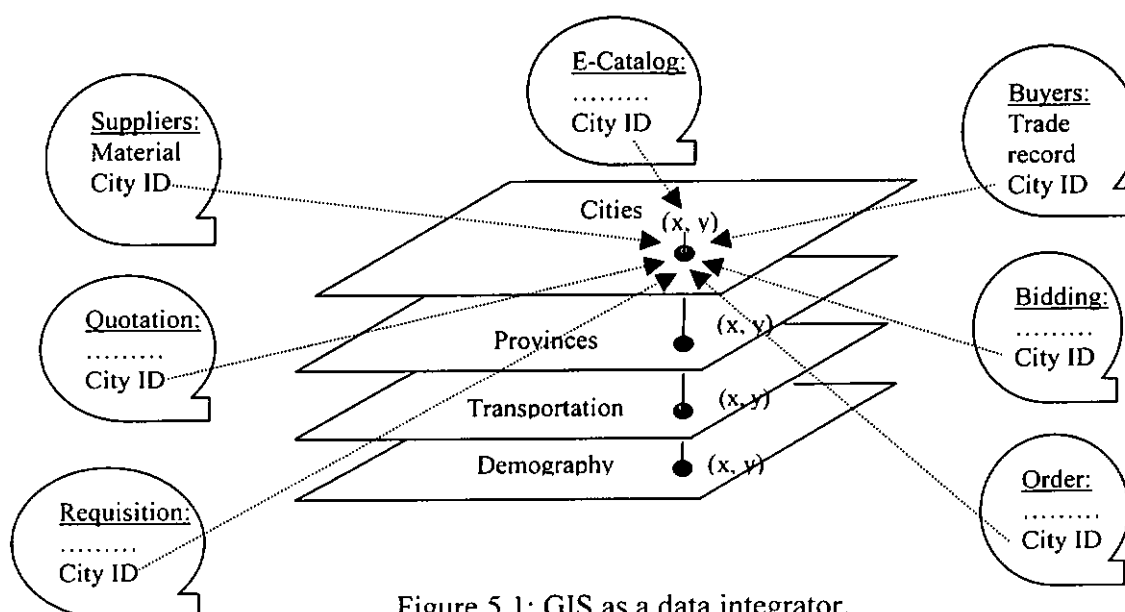 E-Catalog:
.........
City ID
Suppliers:
Material
City ID
Buyers:
Trade
record
City ID
Cities
(x, y)
Quotation:
.........
City ID
Provinces
(x, y)
Bidding:
.........
City ID
Transportation
(x, y)
Demography
(x, y)
Requisition:
.........
City ID
Order:
.........
City ID
Figure 5.1: GIS as a data integrator.